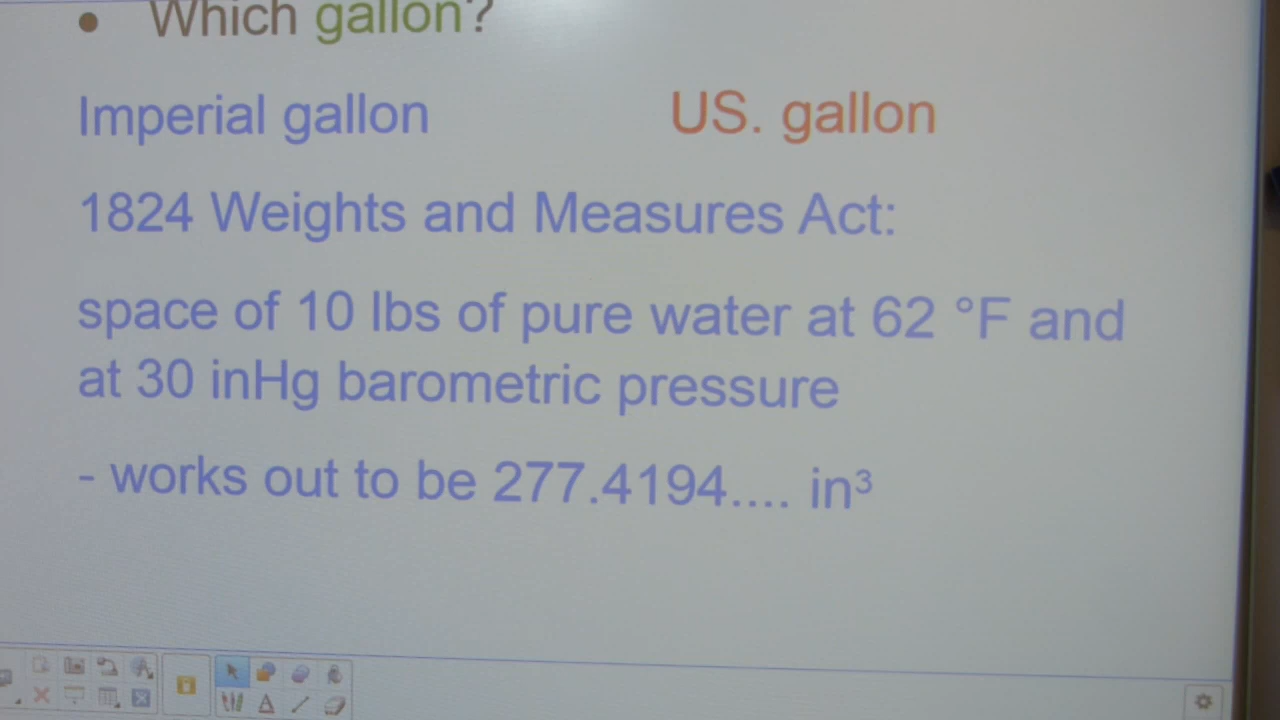 • Which gallon?
Imperial gallon US. gallon
1824 Weights and Measures Act:
space of 10 lbs of pure water at 62 °F and
at 30 inHg barometric pressure
- works out to be 277.4194.... in³